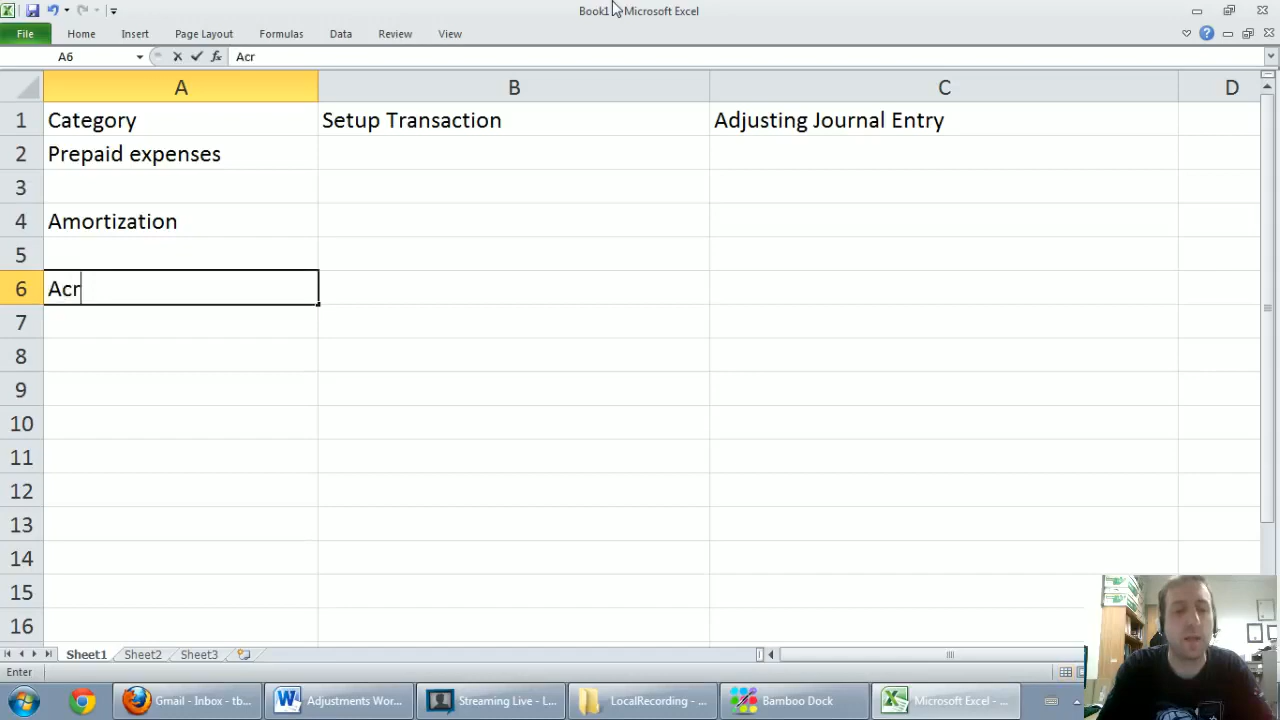 Book1 - Microsoft Excel
File Home Insert Page Layout Formulas Data Review View
A6 fx Acr
A B C D
1 Category Setup Transaction Adjusting Journal Entry
2 Prepaid expenses
3
4 Amortization
5
6 Acr
7
8
9
10
11
12
13
14
15
16
Sheet1 Sheet2 Sheet3
Enter
Gmail - Inbox - tb... Adjustments Wor... Streaming Live - L... LocalRecording - ... Bamboo Dock Microsoft Excel - ...